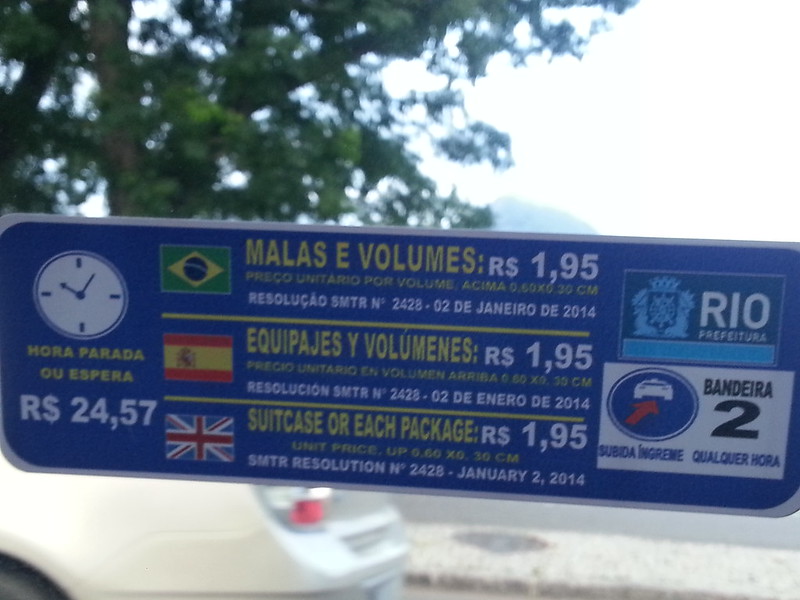 HORA PARADA
OU ESPERA
R$ 24,57
MALAS E VOLUMES: R$ 1,95
PREÇO UNITÁRIO POR VOLUME, ACIMA 0,60X0,30 CM
RESOLUÇÃO SMTR Nº 2428 - 02 DE JANEIRO DE 2014
EQUIPAJES Y VOLÚMENES: R$ 1,95
PRECIO UNITARIO EN VOLUMEN ARRIBA 0.60 X0. 30 CM
RESOLUCIÓN SMTR Nº 2428 - 02 DE ENERO DE 2014
SUITCASE OR EACH PACKAGE: R$ 1,95
UNIT PRICE, UP 0.60 X0. 30 CM
SMTR RESOLUTION Nº 2428 - JANUARY 2, 2014
RIO
PREFEITURA
BANDEIRA
2
SUBIDA ÍNGREME QUALQUER HORA